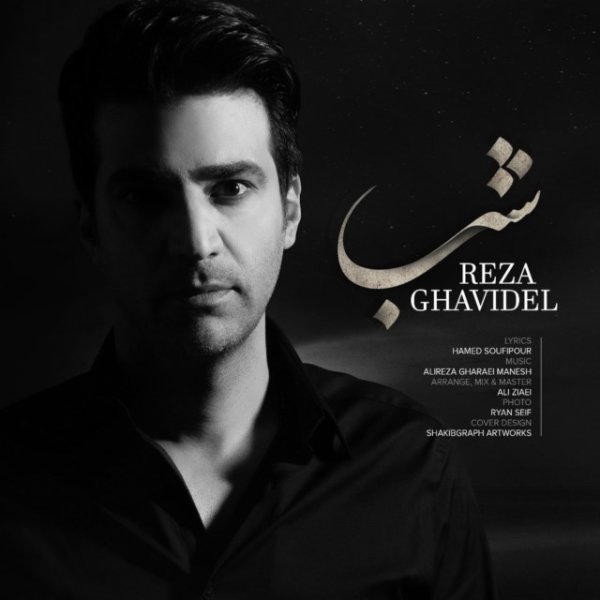 شب
REZA
GHAVIDEL
LYRICS
HAMED SOUFIPOUR
MUSIC
ALIREZA GHARAEI MANESH
ARRANGE, MIX & MASTER
ALI ZIAEI
PHOTO
RYAN SEIF
COVER DESIGN
SHAKIBGRAPH ARTWORKS